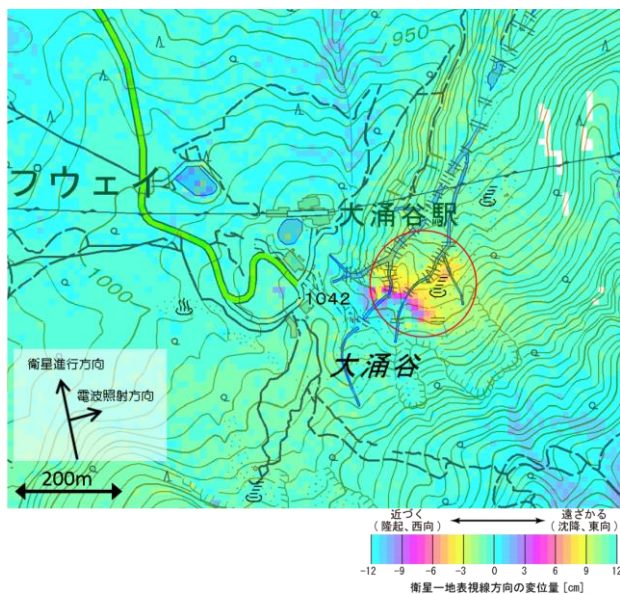 950
プウェイ
大涌谷駅
1000
1042
大涌谷
衛星進行方向
電波照射方向
200m
近づく
(隆起、西向)
遠ざかる
(沈降、東向)
-12 -9 -6 -3 0 3 6 9 12
衛星－地表視線方向の変位量 [cm]